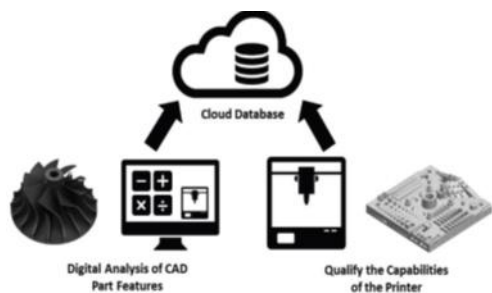 Cloud Database
Digital Analysis of CAD
Part Features
Qualify the Capabilities
of the Printer